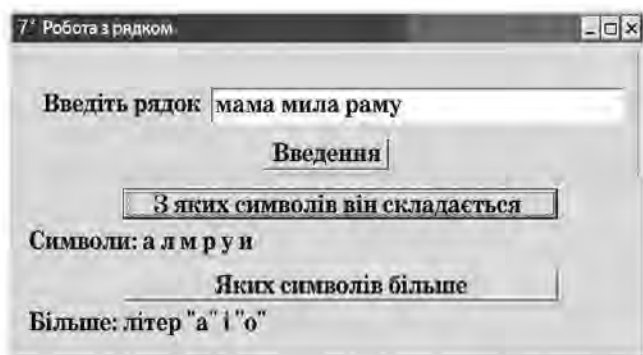 7* Робота з рядком
Введіть рядок мама мила раму
Введення
З яких символів він складається
Символи: а л м р у и
Яких символів більше
Більше: літер "а" і "о"